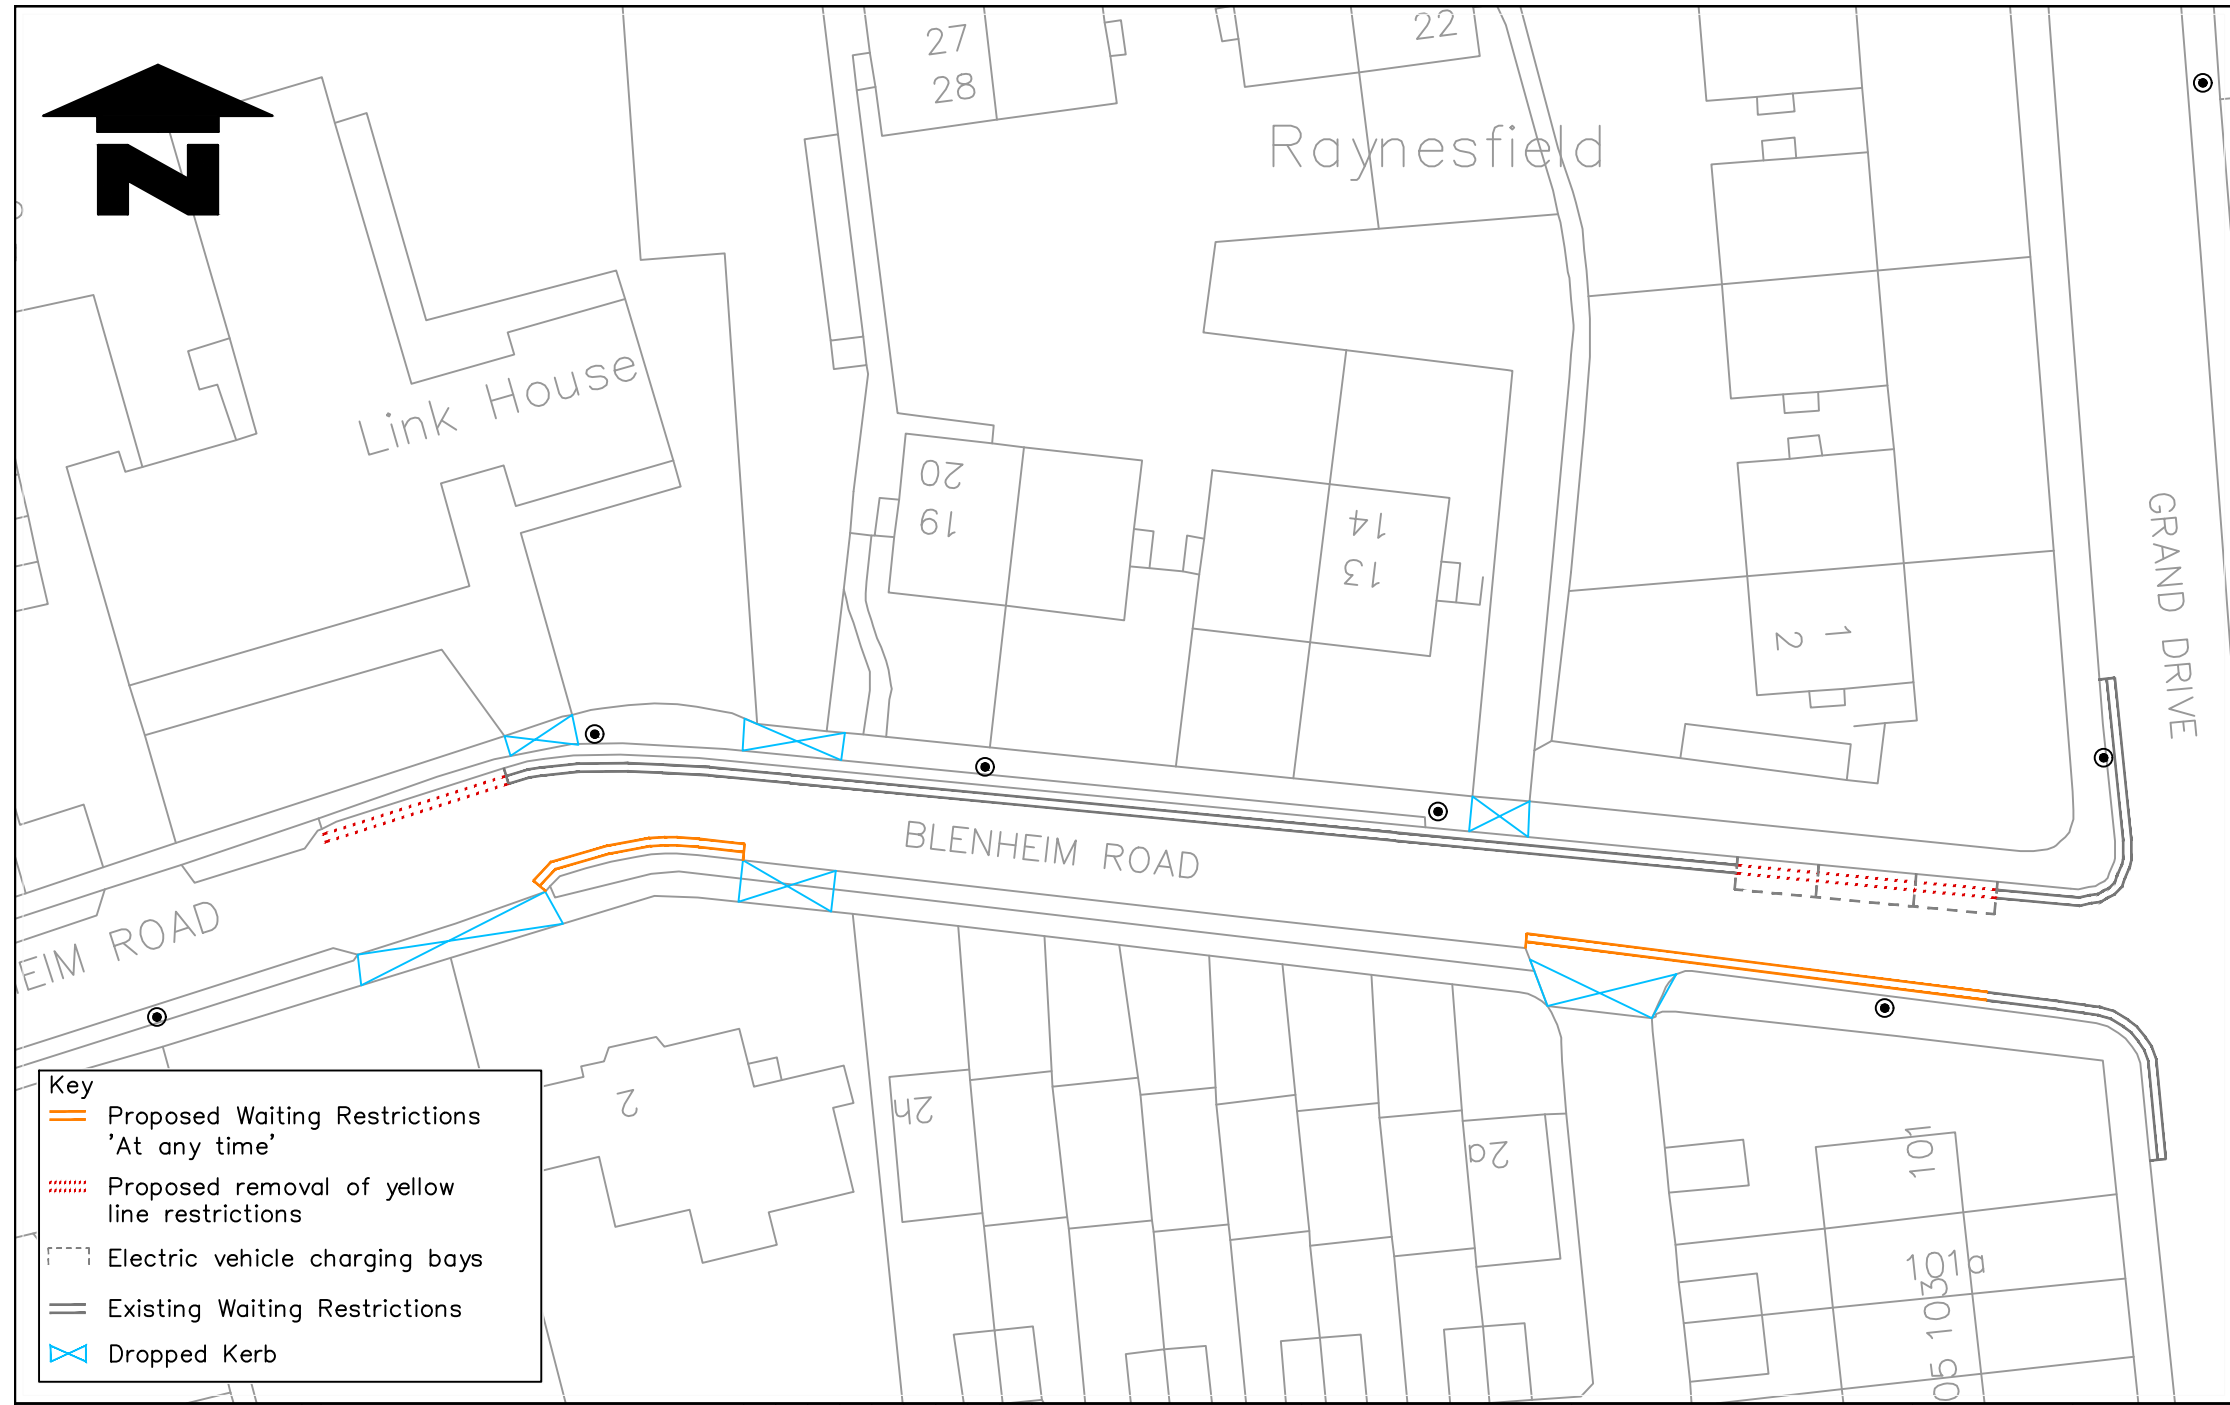 27
28
22
Raynesfield
N
Link House
20
19
14
13
1
2
GRAND DRIVE
BLENHEIM ROAD
EIM ROAD
2
2h
2a
101
101a
103
05
Key
Proposed Waiting Restrictions
'At any time'
Proposed removal of yellow
line restrictions
Electric vehicle charging bays
Existing Waiting Restrictions
Dropped Kerb